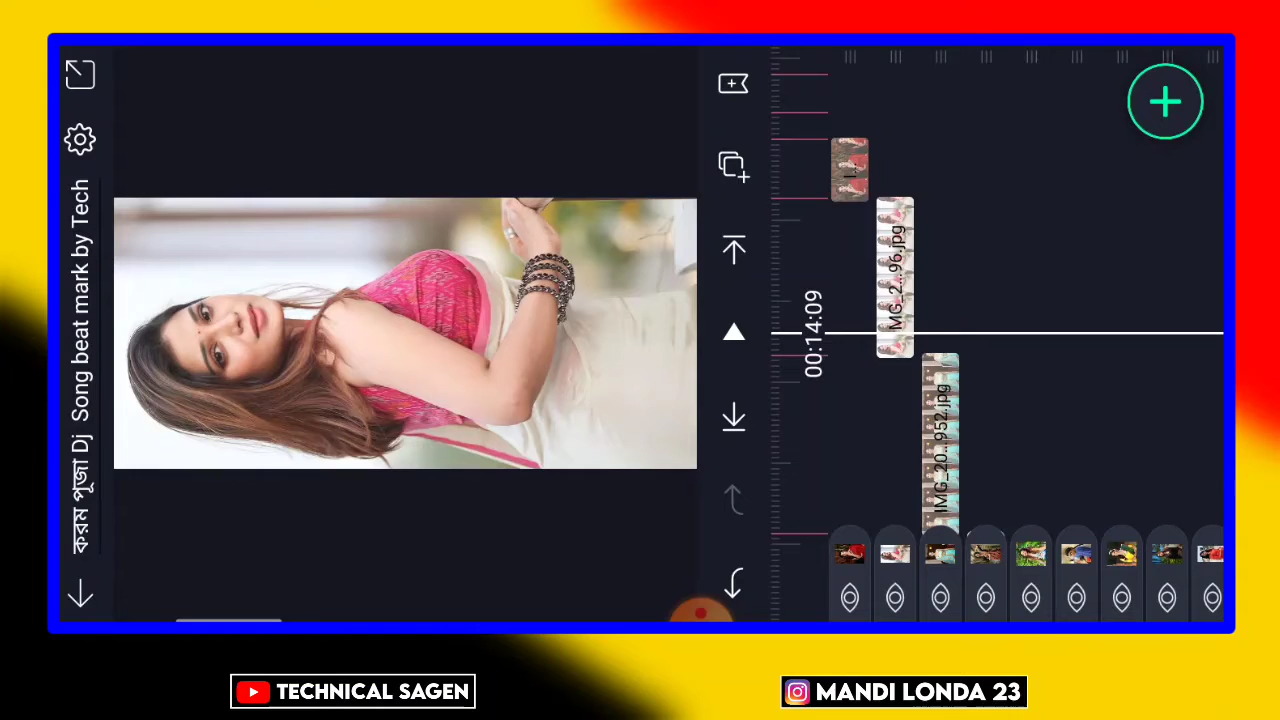 করম পূজা Dj Song beat mark by Tech
00:14:09
I...
MG_2...96.jpg
IMG_20...952.jpg
TECHNICAL SAGEN
MANDI LONDA 23